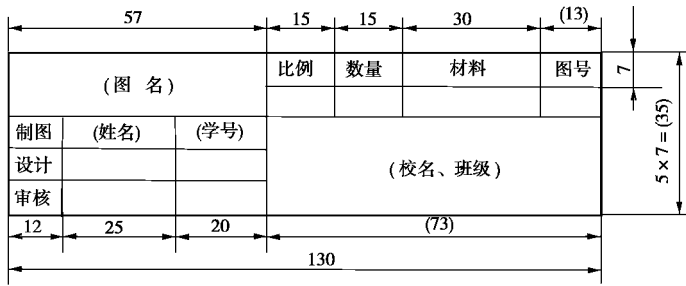 57 15 15 30 (13)
比例 数量 材料 图号
(图 名)
7
5×7=(35)
制图 (姓名) (学号)
设计
(校名、班级)
审核
12 25 20 (73)
130